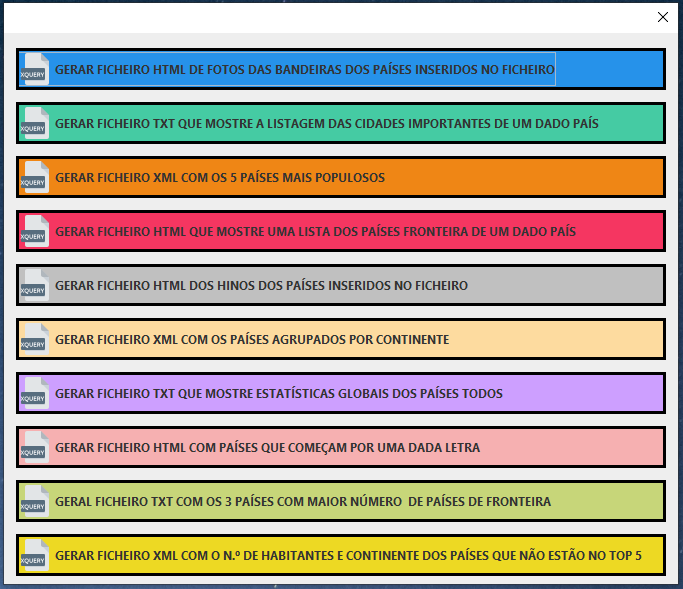 XQUERY GERAR FICHEIRO HTML DE FOTOS DAS BANDEIRAS DOS PAÍSES INSERIDOS NO FICHEIRO
XQUERY GERAR FICHEIRO TXT QUE MOSTRE A LISTAGEM DAS CIDADES IMPORTANTES DE UM DADO PAÍS
XQUERY GERAR FICHEIRO XML COM OS 5 PAÍSES MAIS POPULOSOS
XQUERY GERAR FICHEIRO HTML QUE MOSTRE UMA LISTA DOS PAÍSES FRONTEIRA DE UM DADO PAÍS
XQUERY GERAR FICHEIRO HTML DOS HINOS DOS PAÍSES INSERIDOS NO FICHEIRO
XQUERY GERAR FICHEIRO XML COM OS PAÍSES AGRUPADOS POR CONTINENTE
XQUERY GERAR FICHEIRO TXT QUE MOSTRE ESTATÍSTICAS GLOBAIS DOS PAÍSES TODOS
XQUERY GERAR FICHEIRO HTML COM PAÍSES QUE COMEÇAM POR UMA DADA LETRA
XQUERY GERAL FICHEIRO TXT COM OS 3 PAÍSES COM MAIOR NÚMERO  DE PAÍSES DE FRONTEIRA
XQUERY GERAR FICHEIRO XML COM O N.º DE HABITANTES E CONTINENTE DOS PAÍSES QUE NÃO ESTÃO NO TOP 5